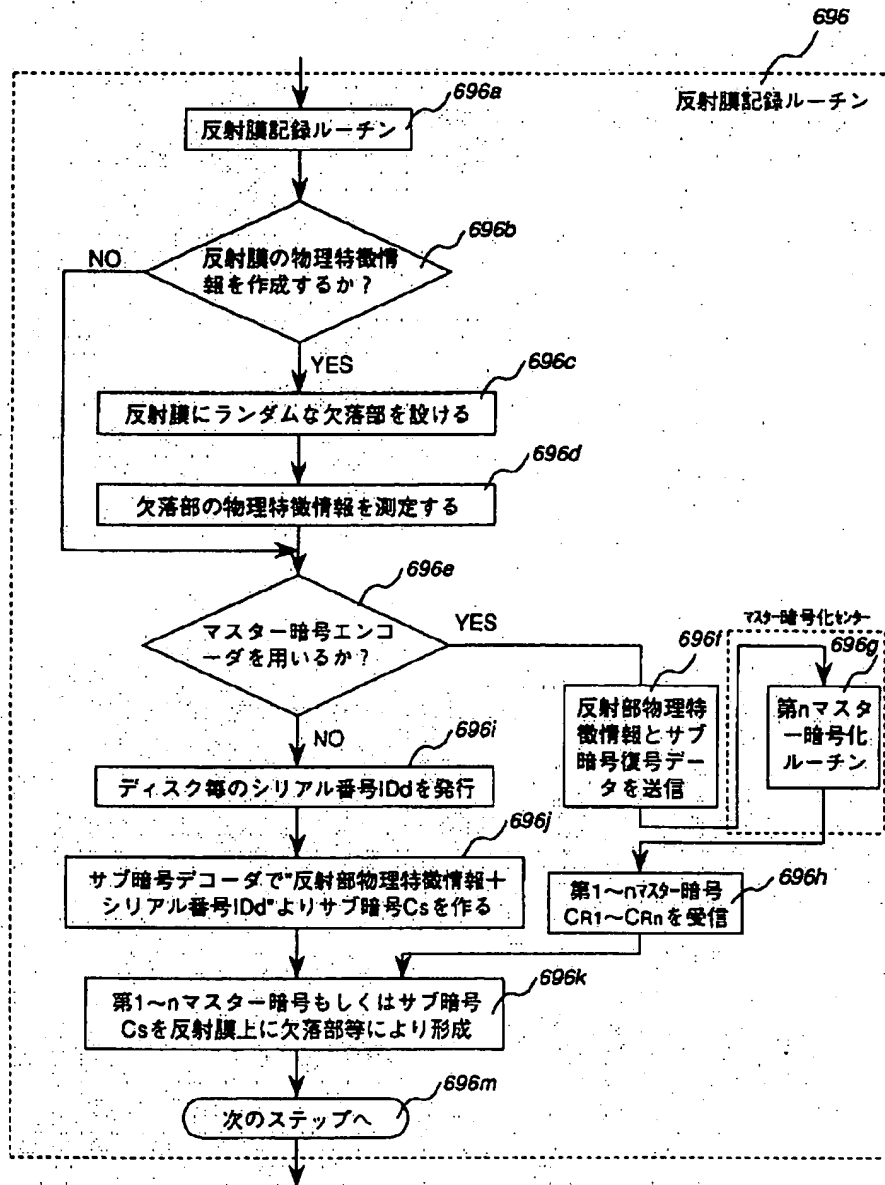 696
反射膜記録ルーチン
696a
反射膜記録ルーチン
696b
反射膜の物理特徴情
報を作成するか？
NO
YES
696c
反射膜にランダムな欠落部を設ける
696d
欠落部の物理特徴情報を測定する
696e
マスター暗号エンコ
ーダを用いるか？
YES
NO
696f
反射部物理特
徴情報とサブ
暗号復号デー
タを送信
マスター暗号化センター
696g
第nマスタ
ー暗号化
ルーチン
696h
第1～nマスター暗号
CR1～CRnを受信
696i
ディスク毎のシリアル番号IDdを発行
696j
サブ暗号デコーダで"反射部物理特徴情報＋
シリアル番号IDd"よりサブ暗号Csを作る
696k
第1～nマスター暗号もしくはサブ暗号
Csを反射膜上に欠落部等により形成
696m
次のステップへ